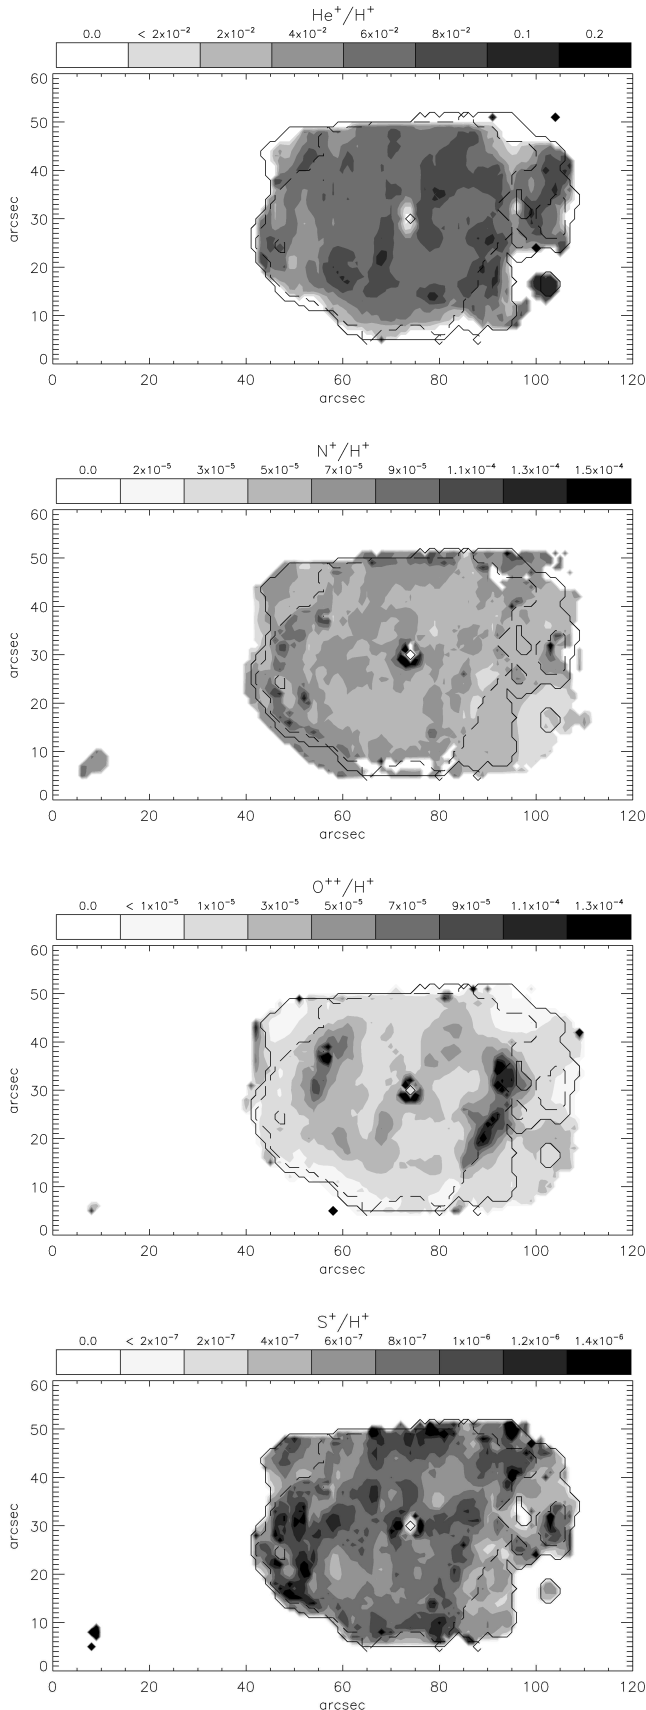 He⁺/H⁺
0.0 < 2x10⁻² 2x10⁻² 4x10⁻² 6x10⁻² 8x10⁻² 0.1 0.2
60
50
40
30
20
10
0
arcsec
0 20 40 60 80 100 120
arcsec
N⁺/H⁺
0.0 2x10⁻⁵ 3x10⁻⁵ 5x10⁻⁵ 7x10⁻⁵ 9x10⁻⁵ 1.1x10⁻⁴ 1.3x10⁻⁴ 1.5x10⁻⁴
60
50
40
30
20
10
0
arcsec
0 20 40 60 80 100 120
arcsec
O⁺⁺/H⁺
0.0 < 1x10⁻⁵ 1x10⁻⁵ 3x10⁻⁵ 5x10⁻⁵ 7x10⁻⁵ 9x10⁻⁵ 1.1x10⁻⁴ 1.3x10⁻⁴
60
50
40
30
20
10
0
arcsec
0 20 40 60 80 100 120
arcsec
S⁺/H⁺
0.0 < 2x10⁻⁷ 2x10⁻⁷ 4x10⁻⁷ 6x10⁻⁷ 8x10⁻⁷ 1x10⁻⁶ 1.2x10⁻⁶ 1.4x10⁻⁶
60
50
40
30
20
10
0
arcsec
0 20 40 60 80 100 120
arcsec